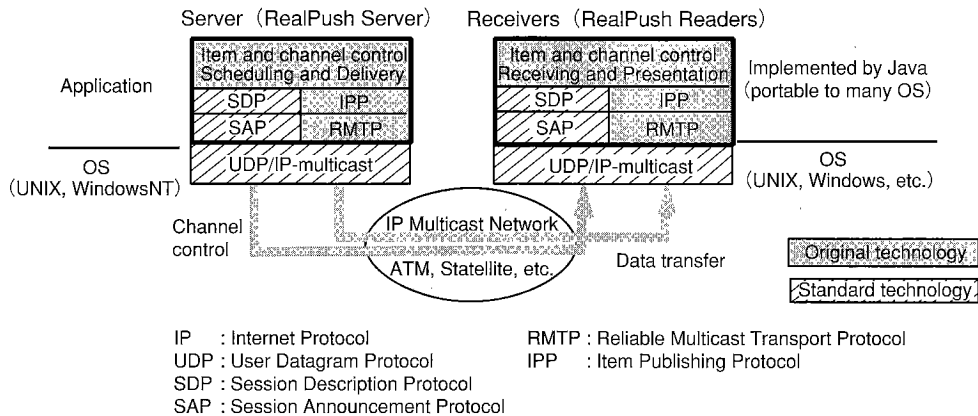 Server (RealPush Server)
Receivers (RealPush Readers)
Application
Item and channel control
Scheduling and Delivery
SDP
IPP
SAP
RMTP
UDP/IP-multicast
Item and channel control
Receiving and Presentation
SDP
IPP
SAP
RMTP
UDP/IP-multicast
Implemented by Java
(portable to many OS)
OS
(UNIX, WindowsNT)
OS
(UNIX, Windows, etc.)
Channel
control
IP Multicast Network
ATM, Statellite, etc.
Data transfer
Original technology
Standard technology
IP : Internet Protocol
UDP : User Datagram Protocol
SDP : Session Description Protocol
SAP : Session Announcement Protocol
RMTP : Reliable Multicast Transport Protocol
IPP : Item Publishing Protocol